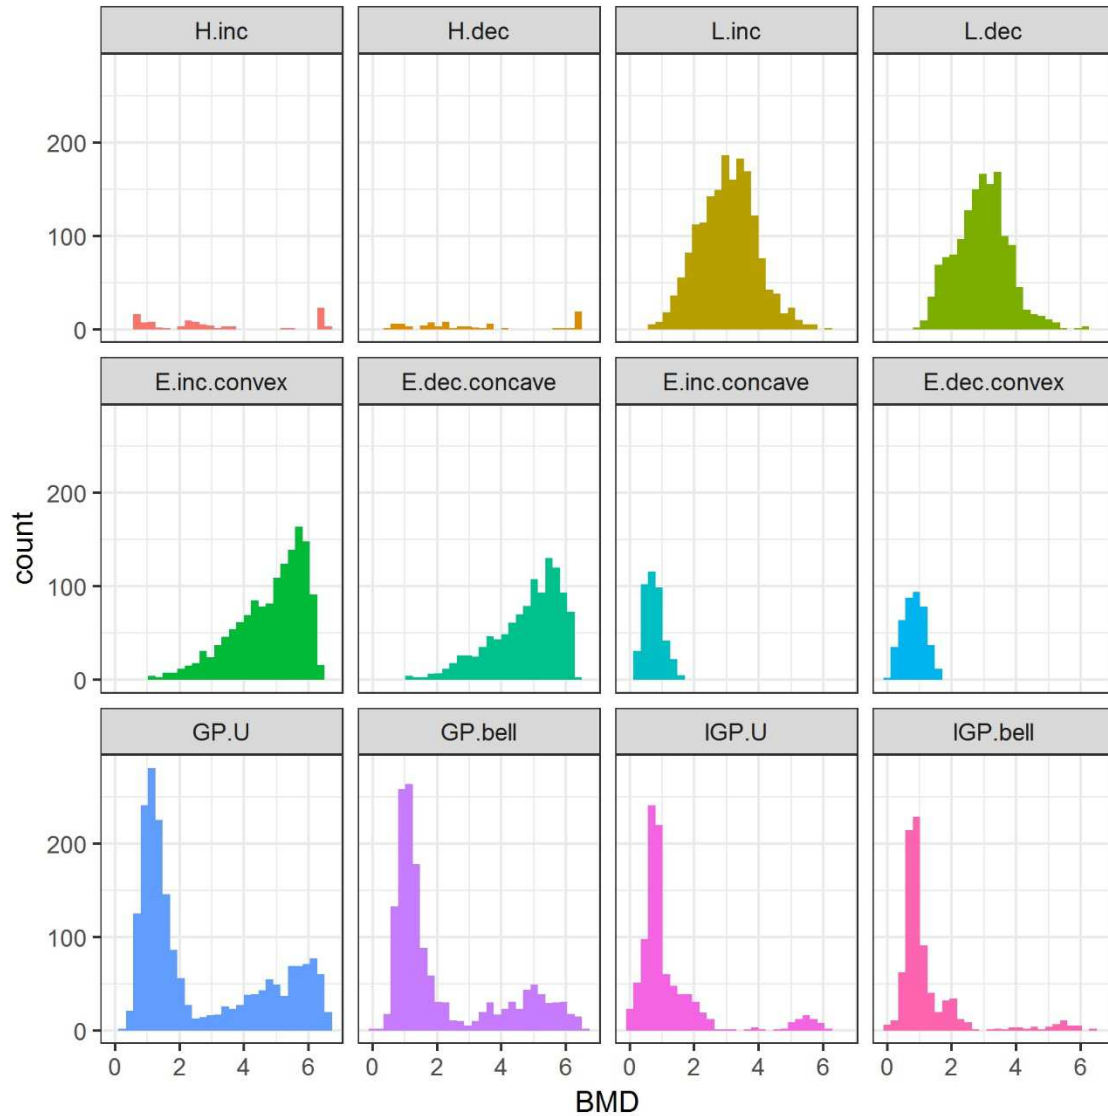 H.inc H.dec L.inc L.dec
200
100
0
E.inc.convex E.dec.concave E.inc.concave E.dec.convex
200
100
0
count
GP.U GP.bell IGP.U IGP.bell
200
100
0
0 2 4 6 0 2 4 6 0 2 4 6 0 2 4 6
BMD